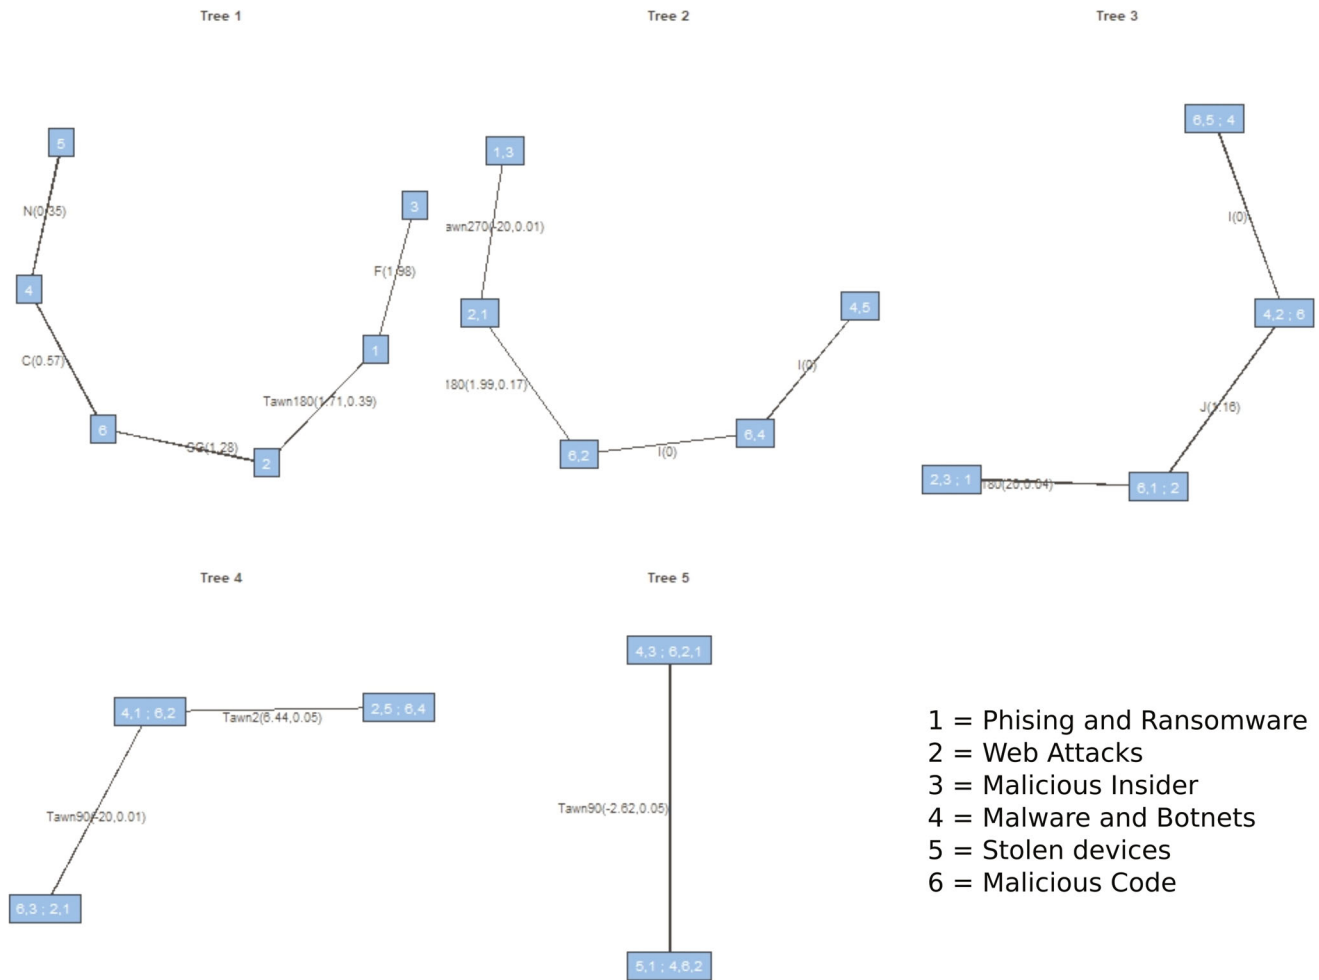 Tree 1
Tree 2
Tree 3
5
N(0.35)
4
C(0.57)
6
SG(1.28)
2
Tawn180(1.71,0.39)
1
F(1.98)
3
1,3
awn270(-20,0.01)
2,1
180(1.99,0.17)
6,2
I(0)
6,4
I(0)
4,5
6,5 ; 4
I(0)
4,2 ; 6
J(1.16)
6,1 ; 2
180(20,0.04)
2,3 ; 1
Tree 4
Tree 5
4,1 ; 6,2
Tawn2(6.44,0.05)
2,5 ; 6,4
Tawn90(-20,0.01)
6,3 ; 2,1
4,3 ; 6,2,1
Tawn90(-2.62,0.05)
5,1 ; 4,6,2
1 = Phising and Ransomware
2 = Web Attacks
3 = Malicious Insider
4 = Malware and Botnets
5 = Stolen devices
6 = Malicious Code